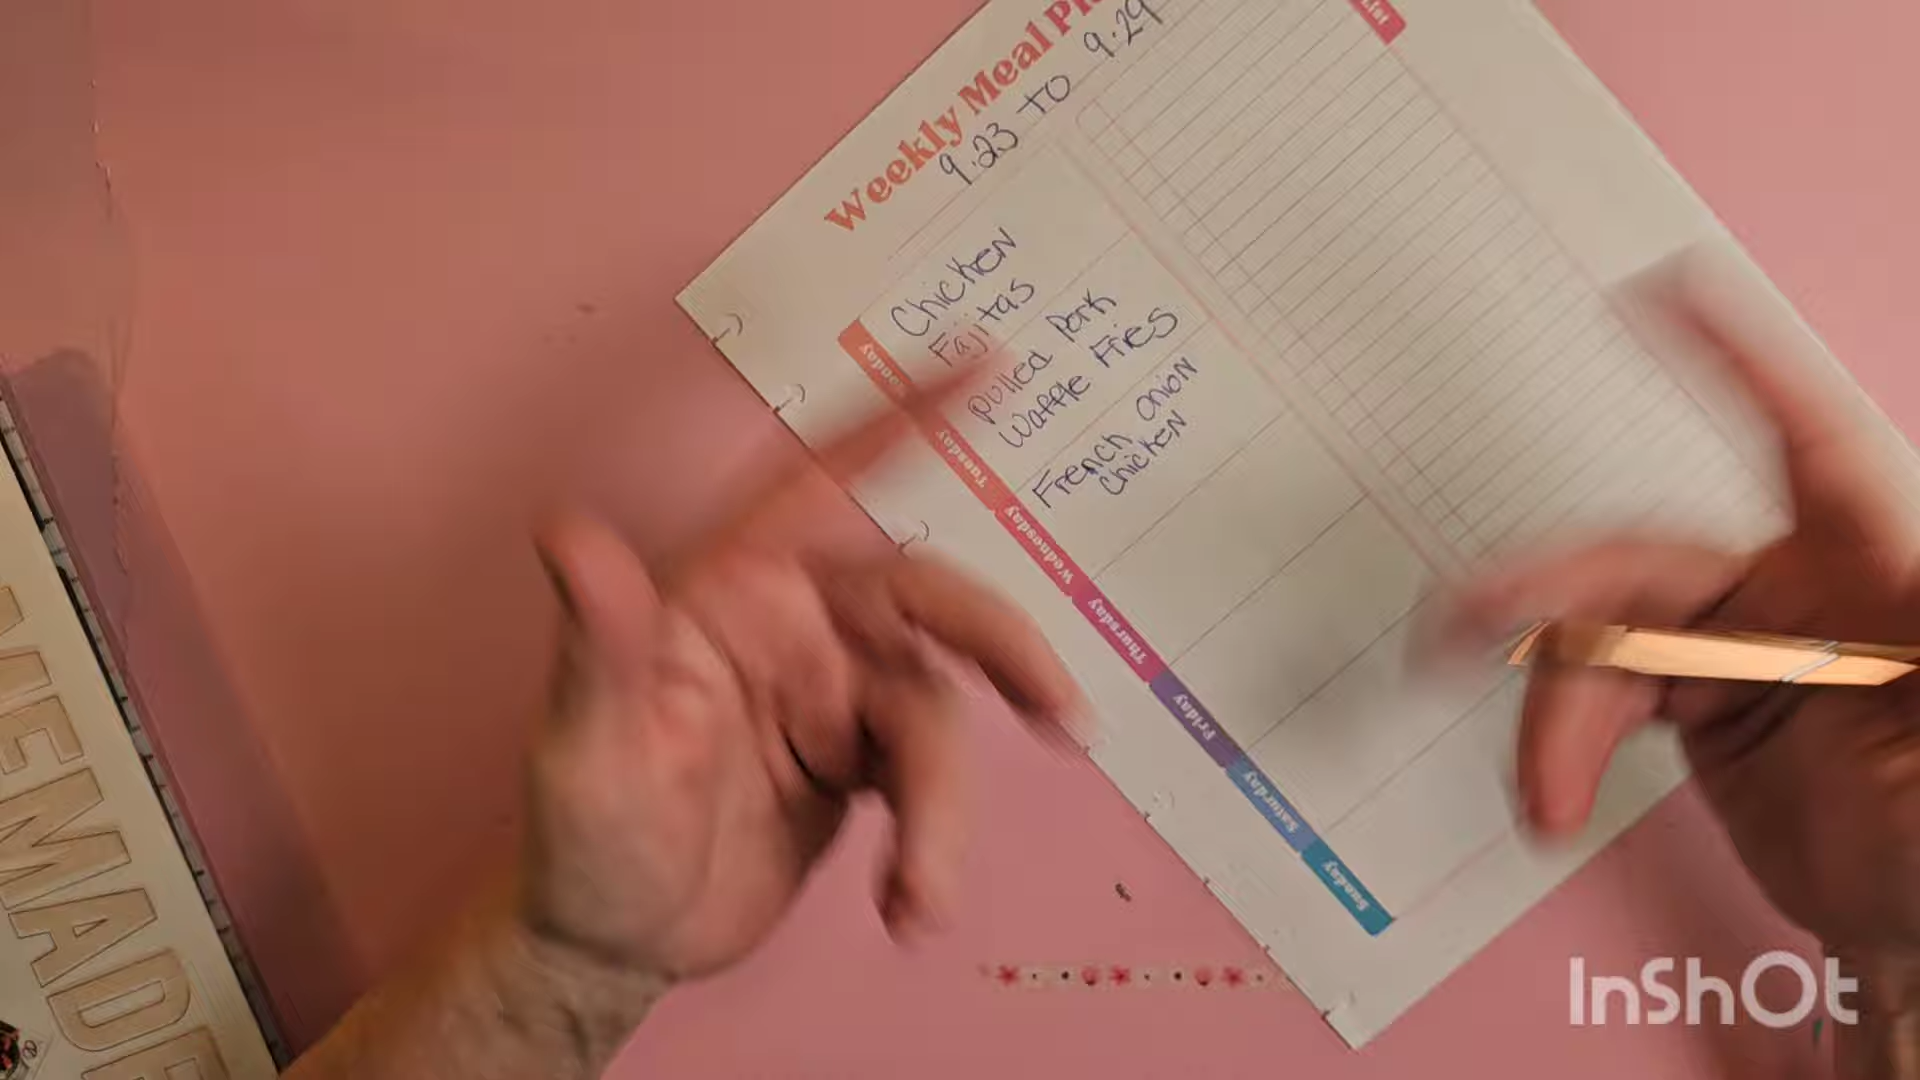 Weekly Meal
9.23 to 9.29
List
Monday
Chicken
Fajitas
Tuesday
pulled pork
Waffle Fries
Wednesday
French onion
chicken
Thursday
Friday
Saturday
Sunday
InShOt